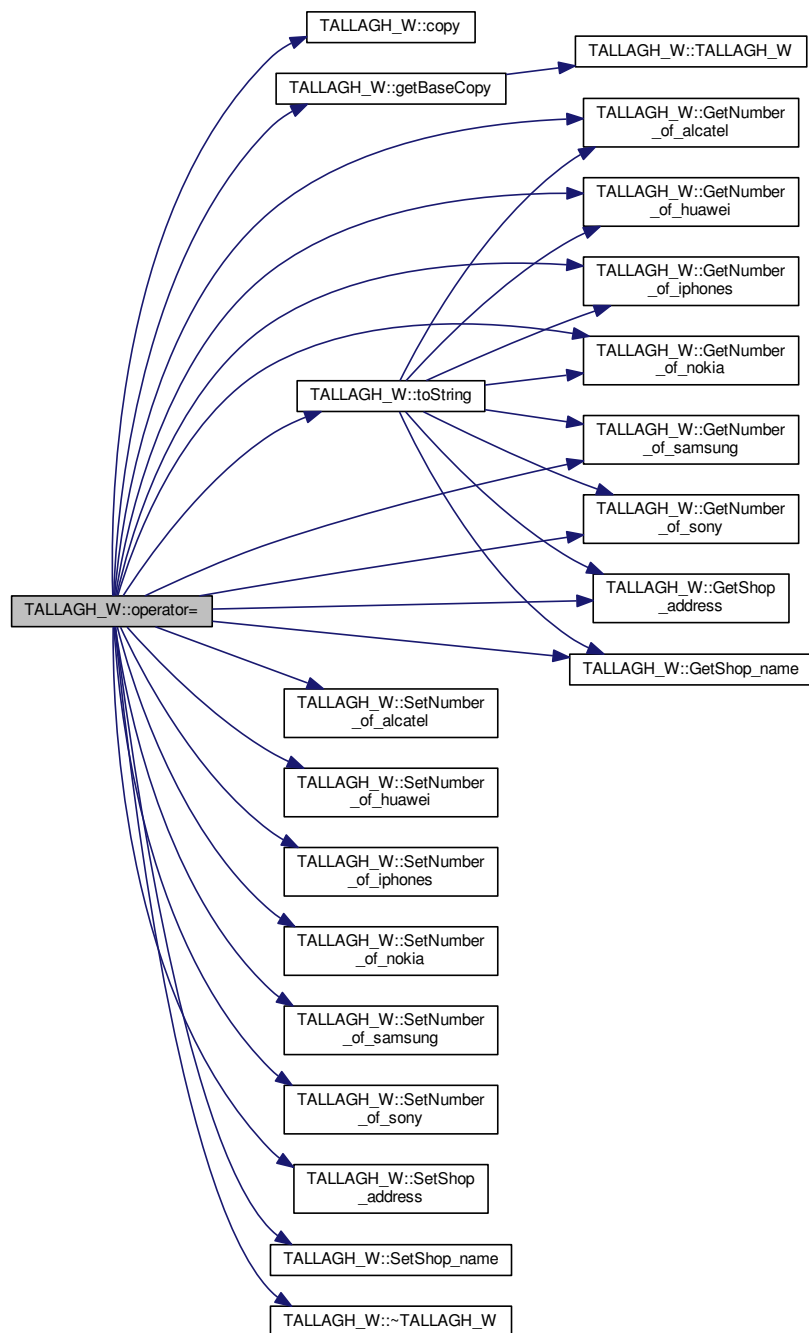 TALLAGH_W::copy
TALLAGH_W::TALLAGH_W
TALLAGH_W::getBaseCopy
TALLAGH_W::GetNumber
_of_alcatel
TALLAGH_W::GetNumber
_of_huawei
TALLAGH_W::GetNumber
_of_iphones
TALLAGH_W::GetNumber
_of_nokia
TALLAGH_W::toString
TALLAGH_W::GetNumber
_of_samsung
TALLAGH_W::GetNumber
_of_sony
TALLAGH_W::GetShop
_address
TALLAGH_W::operator=
TALLAGH_W::GetShop_name
TALLAGH_W::SetNumber
_of_alcatel
TALLAGH_W::SetNumber
_of_huawei
TALLAGH_W::SetNumber
_of_iphones
TALLAGH_W::SetNumber
_of_nokia
TALLAGH_W::SetNumber
_of_samsung
TALLAGH_W::SetNumber
_of_sony
TALLAGH_W::SetShop
_address
TALLAGH_W::SetShop_name
TALLAGH_W::~TALLAGH_W